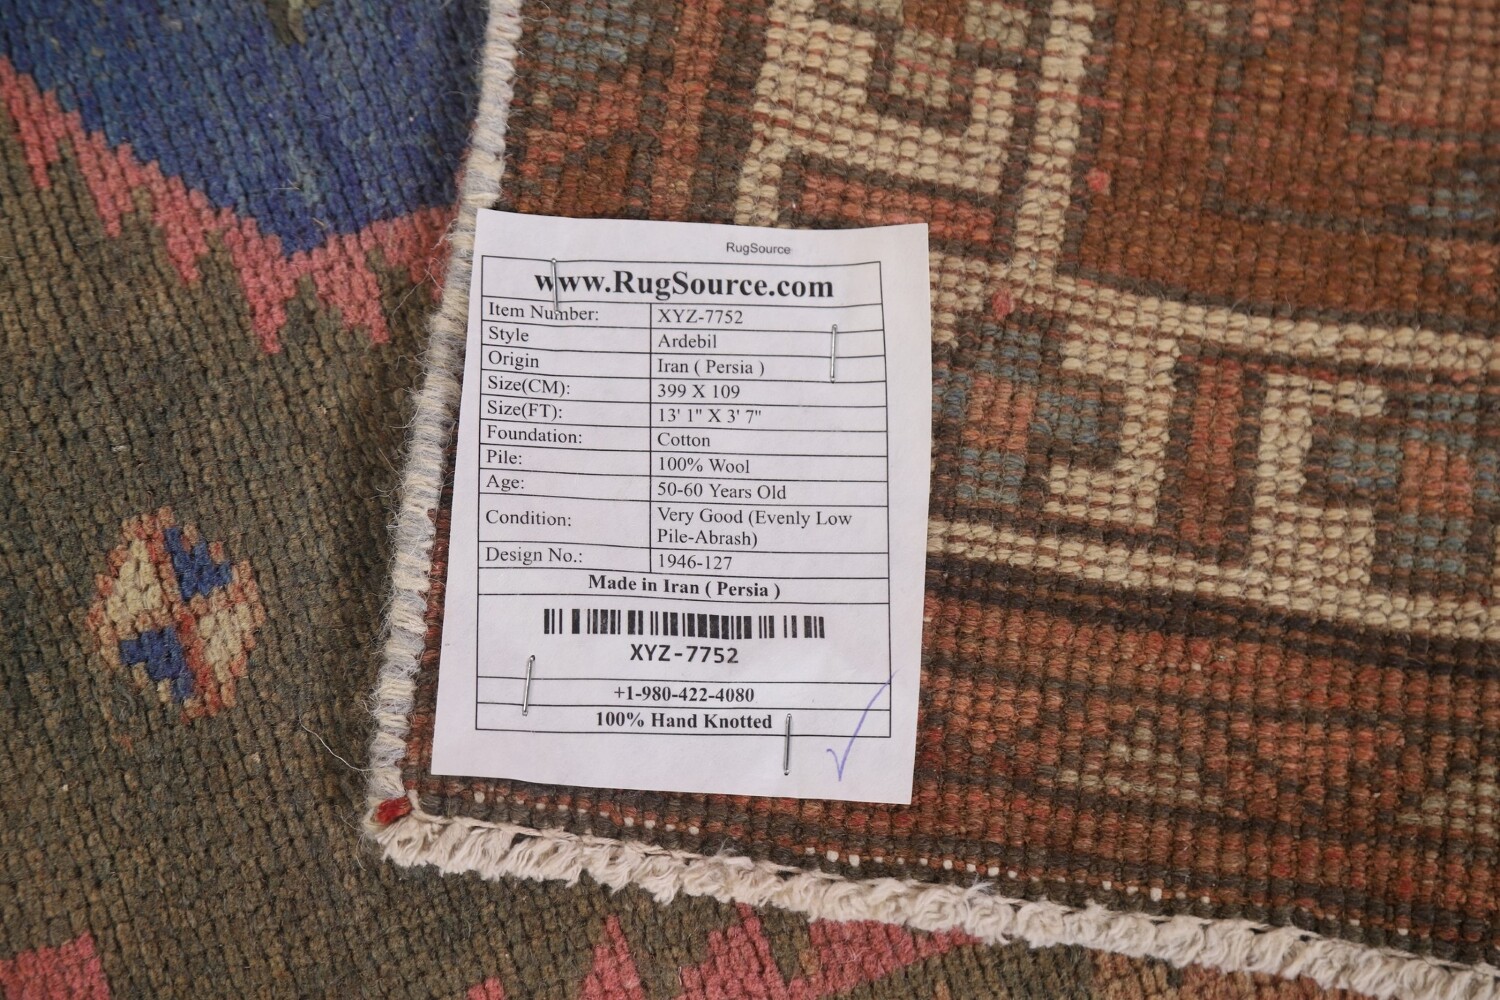 RugSource
www.RugSource.com
Item Number: XYZ-7752
Style Ardebil
Origin Iran ( Persia )
Size(CM): 399 X 109
Size(FT): 13' 1" X 3' 7"
Foundation: Cotton
Pile: 100% Wool
Age: 50-60 Years Old
Condition: Very Good (Evenly Low
Pile-Abrash)
Design No.: 1946-127
Made in Iran ( Persia )
XYZ-7752
+1-980-422-4080
100% Hand Knotted